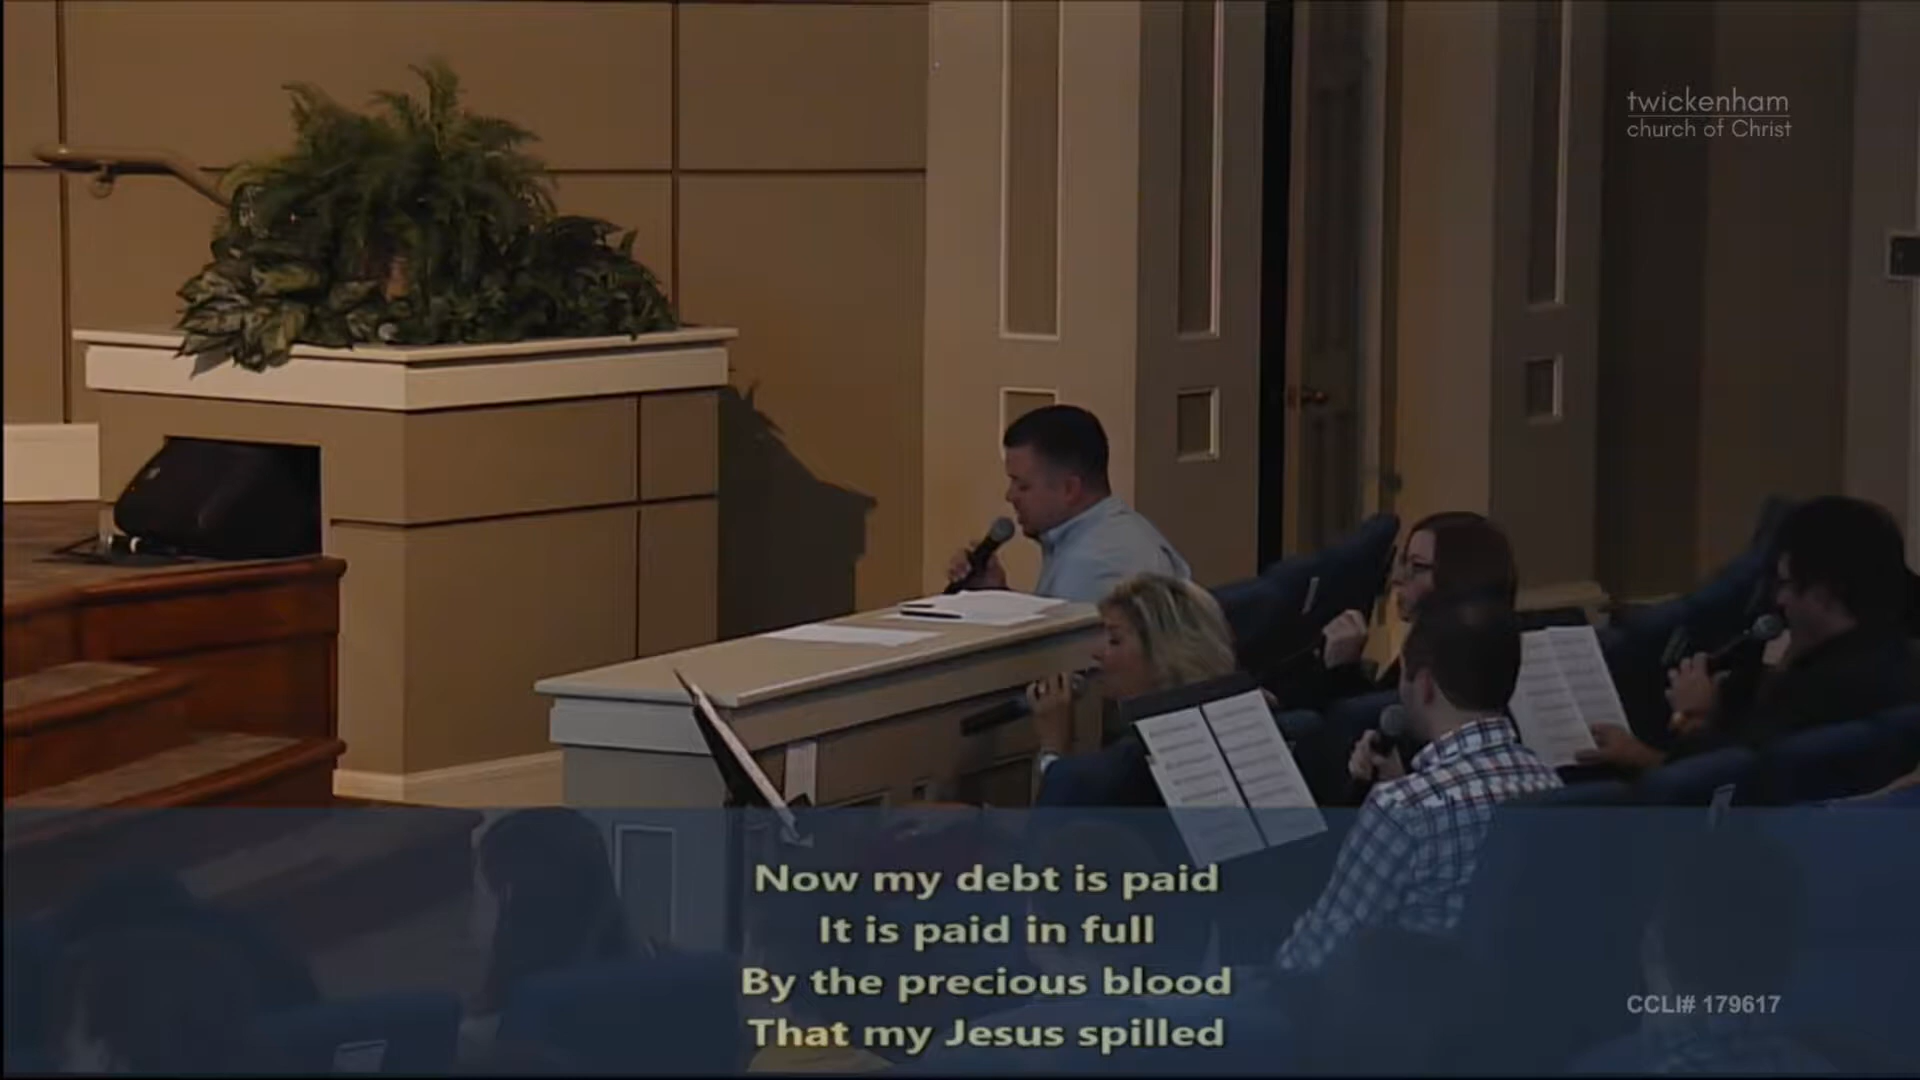 twickenham
church of Christ
Now my debt is paid
It is paid in full
By the precious blood
That my Jesus spilled
CCLI# 179617